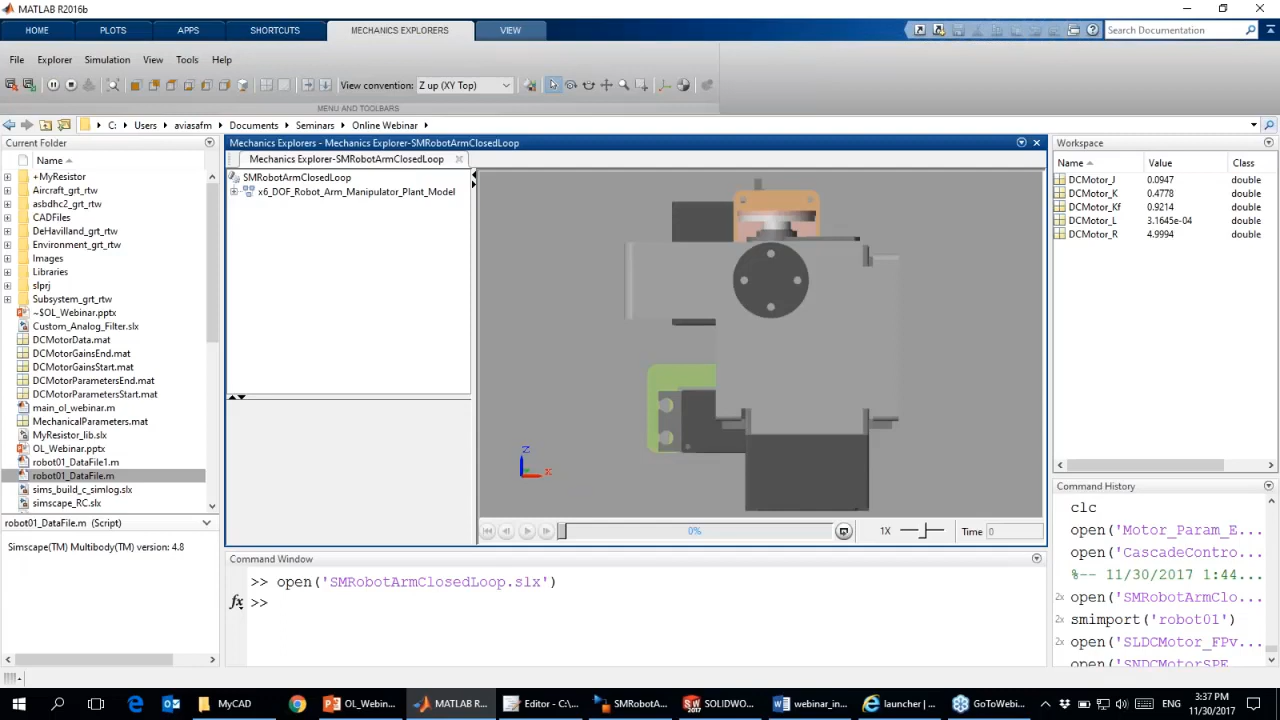 MATLAB R2016b
HOME PLOTS APPS SHORTCUTS MECHANICS EXPLORERS VIEW
Search Documentation
File Explorer Simulation View Tools Help
View convention: Z up (XY Top)
MENU AND TOOLBARS
C: Users aviasafm Documents Seminars Online Webinar
Current Folder
Name
+MyResistor
Aircraft_grt_rtw
asbdhc2_grt_rtw
CADFiles
DeHavilland_grt_rtw
Environment_grt_rtw
Images
Libraries
slprj
Subsystem_grt_rtw
~$OL_Webinar.pptx
Custom_Analog_Filter.slx
DCMotorData.mat
DCMotorGainsEnd.mat
DCMotorGainsStart.mat
DCMotorParametersEnd.mat
DCMotorParametersStart.mat
main_ol_webinar.m
MechanicalParameters.mat
MyResistor_lib.slx
OL_Webinar.pptx
robot01_DataFile1.m
robot01_DataFile.m
sims_build_c_simlog.slx
simscape_RC.slx
robot01_DataFile.m (Script)
Simscape(TM) Multibody(TM) version: 4.8
Mechanics Explorers - Mechanics Explorer-SMRobotArmClosedLoop
Mechanics Explorer-SMRobotArmClosedLoop
SMRobotArmClosedLoop
x6_DOF_Robot_Arm_Manipulator_Plant_Model
Z
X
0% 1X Time 0
Command Window
>> open('SMRobotArmClosedLoop.slx')
fx >>
Workspace
Name Value Class
DCMotor_J 0.0947 double
DCMotor_K 0.4778 double
DCMotor_Kf 0.9214 double
DCMotor_L 3.1645e-04 double
DCMotor_R 4.9994 double
Command History
clc
open('Motor_Param_E...
open('CascadeContro...
%-- 11/30/2017 1:44...
2x open('SMRobotArmClo...
2x smimport('robot01')
open('SLDCMotor_FPv...
open('SNDCMotorSPE
MyCAD OL_Webin... MATLAB R... Editor - C:\... SMRobotA... SOLIDWO... webinar_in... launcher | ... GoToWebi... ENG 3:37 PM
11/30/2017